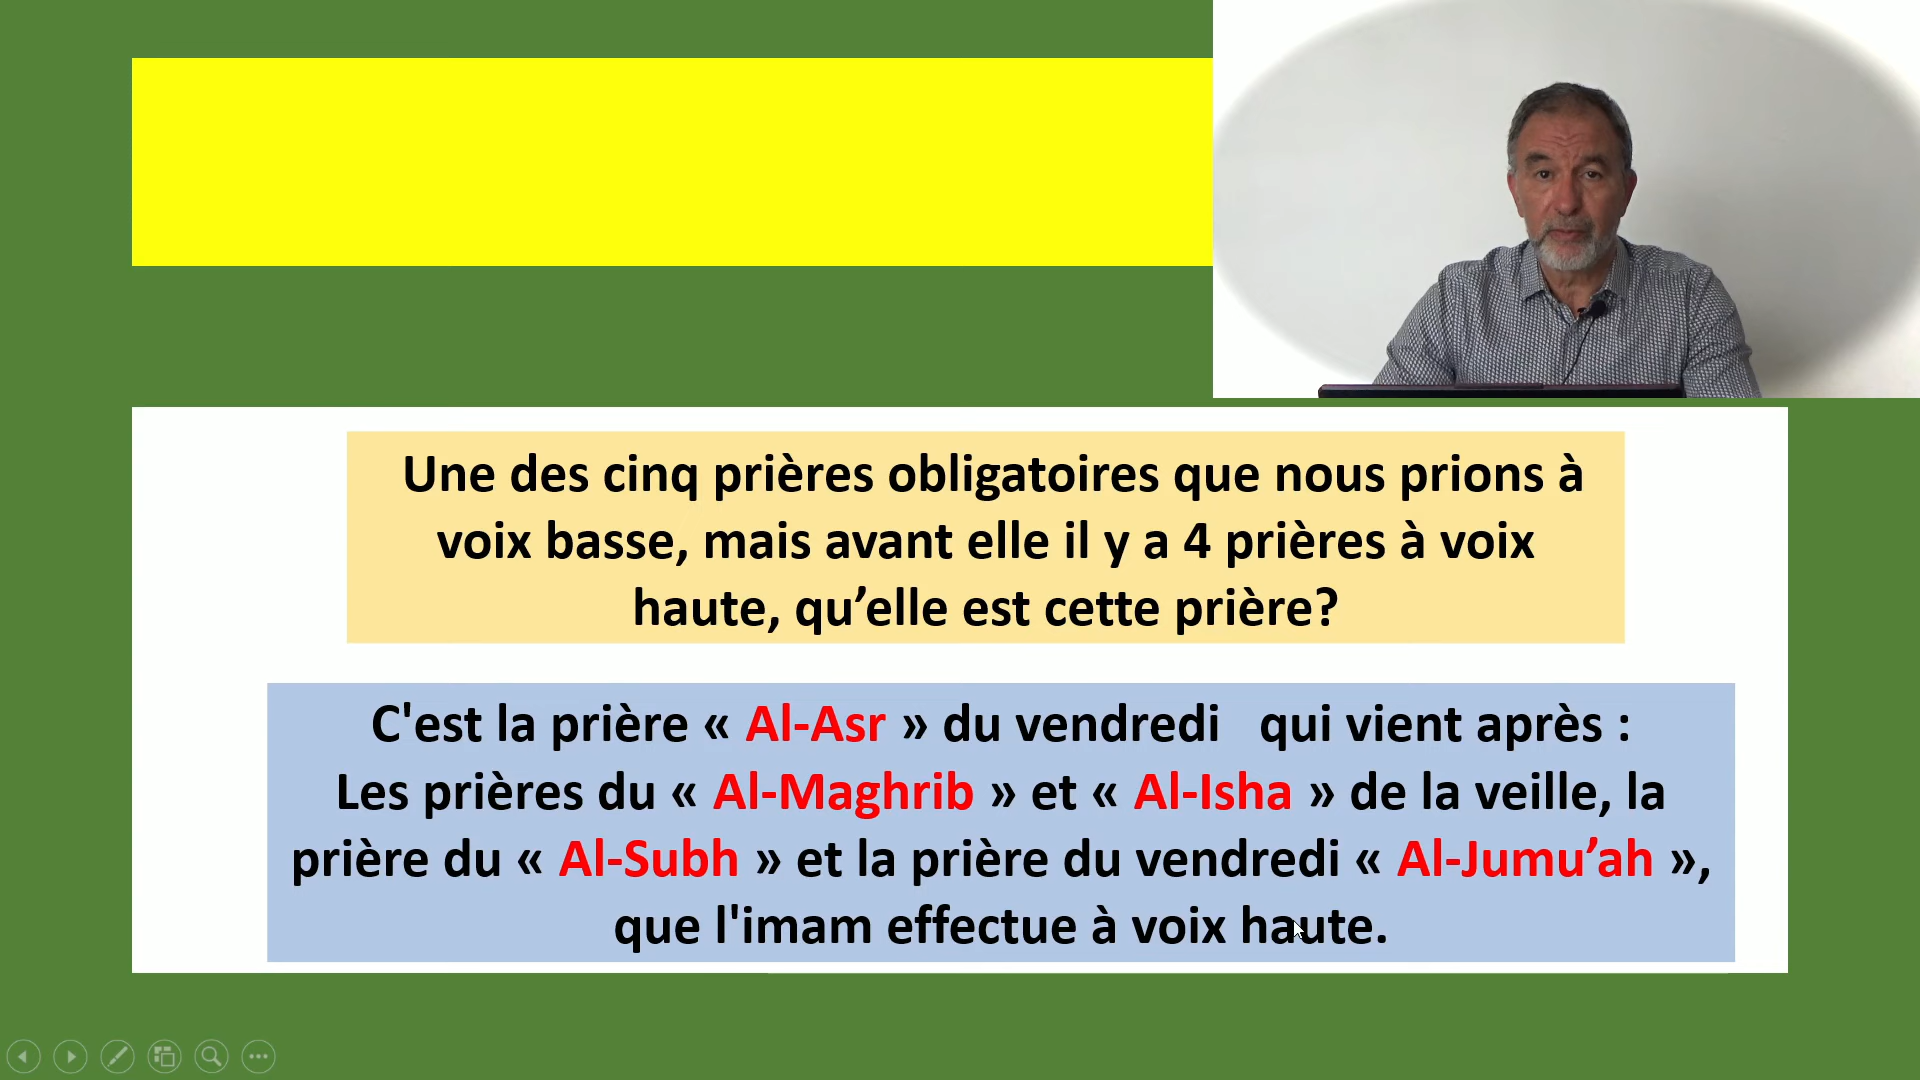 Une des cinq prières obligatoires que nous prions à
voix basse, mais avant elle il y a 4 prières à voix
haute, qu’elle est cette prière?
C'est la prière « Al-Asr » du vendredi   qui vient après :
Les prières du « Al-Maghrib » et « Al-Isha » de la veille, la
prière du « Al-Subh » et la prière du vendredi « Al-Jumu’ah »,
que l'imam effectue à voix haute.